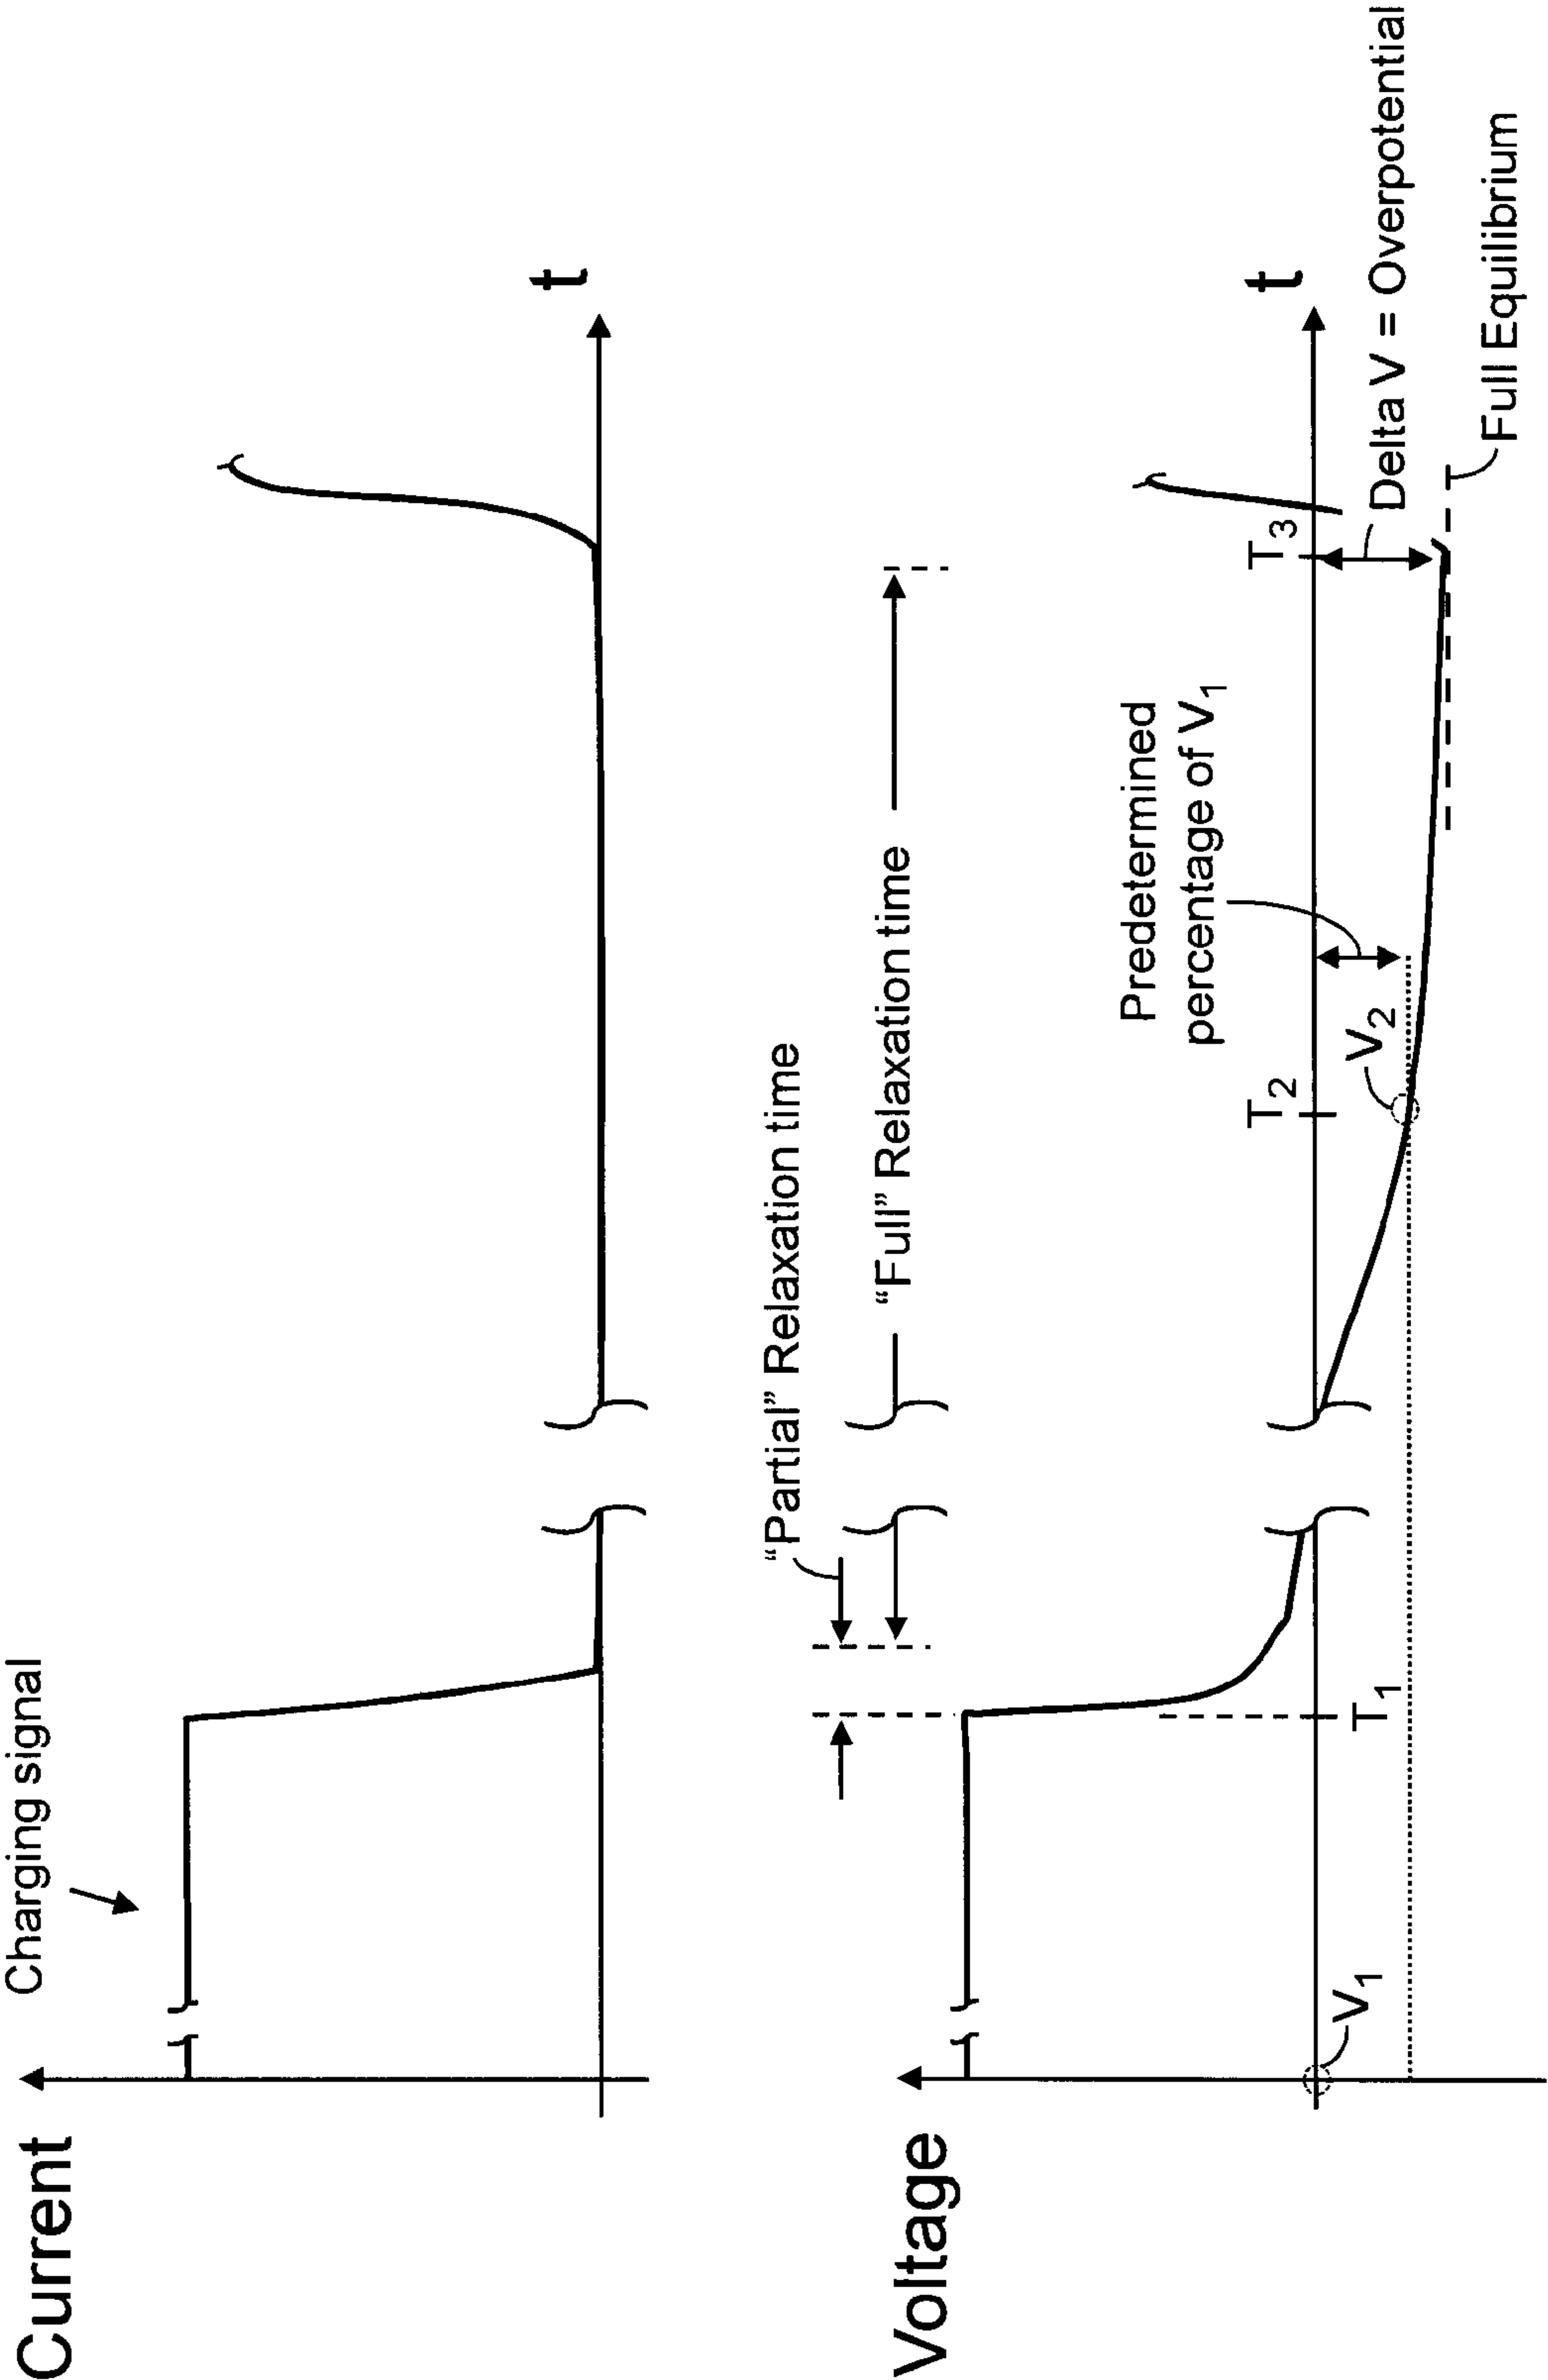 Current
Charging signal
t
"Partial" Relaxation time
"Full" Relaxation time
Voltage
V1
T1
T2
V2
Predetermined
percentage of V1
T3
t
Delta V = Overpotential
Full Equilibrium